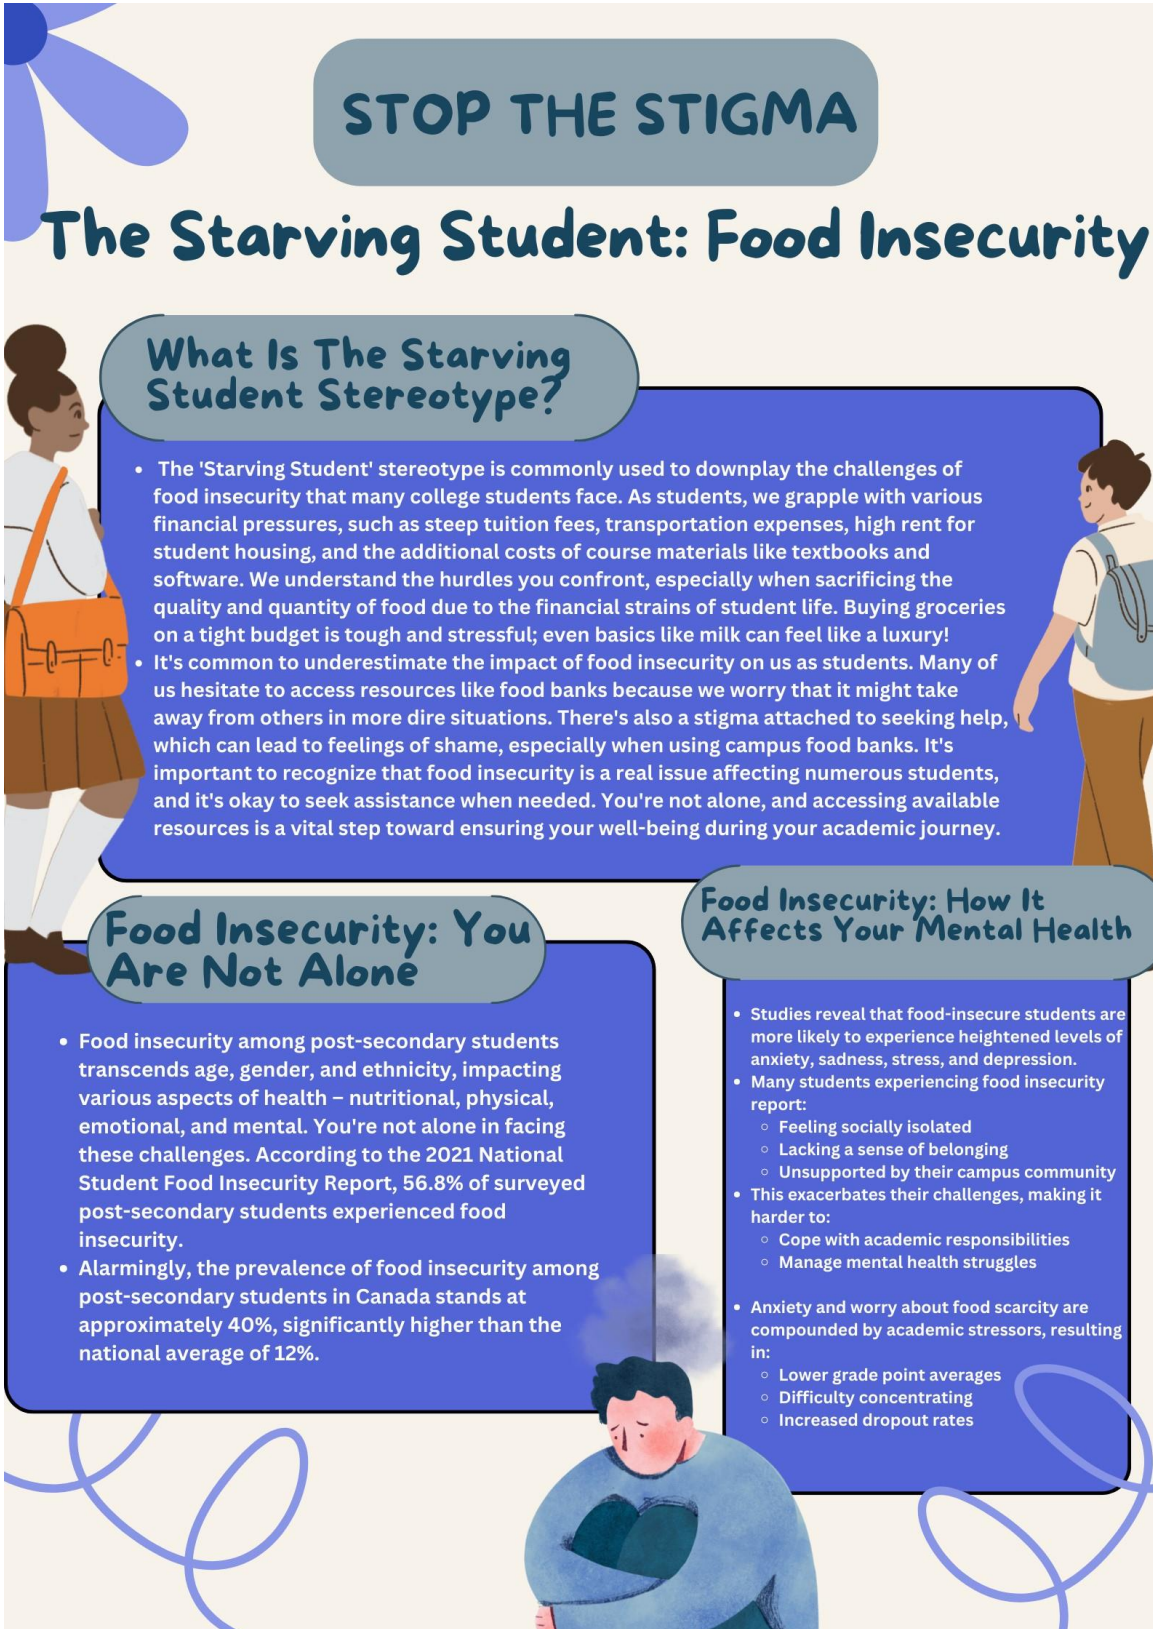 STOP THE STIGMA
The Starving Student: Food Insecurity
What Is The Starving
Student Stereotype?
• The 'Starving Student' stereotype is commonly used to downplay the challenges of
food insecurity that many college students face. As students, we grapple with various
financial pressures, such as steep tuition fees, transportation expenses, high rent for
student housing, and the additional costs of course materials like textbooks and
software. We understand the hurdles you confront, especially when sacrificing the
quality and quantity of food due to the financial strains of student life. Buying groceries
on a tight budget is tough and stressful; even basics like milk can feel like a luxury!
• It's common to underestimate the impact of food insecurity on us as students. Many of
us hesitate to access resources like food banks because we worry that it might take
away from others in more dire situations. There's also a stigma attached to seeking help,
which can lead to feelings of shame, especially when using campus food banks. It's
important to recognize that food insecurity is a real issue affecting numerous students,
and it's okay to seek assistance when needed. You're not alone, and accessing available
resources is a vital step toward ensuring your well-being during your academic journey.
Food Insecurity: You
Are Not Alone
• Food insecurity among post-secondary students
transcends age, gender, and ethnicity, impacting
various aspects of health – nutritional, physical,
emotional, and mental. You're not alone in facing
these challenges. According to the 2021 National
Student Food Insecurity Report, 56.8% of surveyed
post-secondary students experienced food
insecurity.
• Alarmingly, the prevalence of food insecurity among
post-secondary students in Canada stands at
approximately 40%, significantly higher than the
national average of 12%.
Food Insecurity: How It
Affects Your Mental Health
• Studies reveal that food-insecure students are
more likely to experience heightened levels of
anxiety, sadness, stress, and depression.
• Many students experiencing food insecurity
report:
◦ Feeling socially isolated
◦ Lacking a sense of belonging
◦ Unsupported by their campus community
• This exacerbates their challenges, making it
harder to:
◦ Cope with academic responsibilities
◦ Manage mental health struggles
• Anxiety and worry about food scarcity are
compounded by academic stressors, resulting
in:
◦ Lower grade point averages
◦ Difficulty concentrating
◦ Increased dropout rates